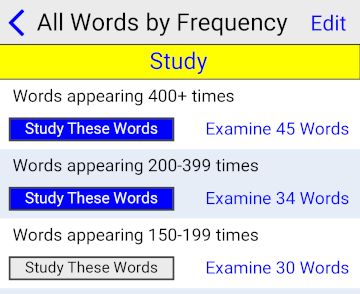 All Words by Frequency Edit
Study
Words appearing 400+ times
Study These Words Examine 45 Words
Words appearing 200-399 times
Study These Words Examine 34 Words
Words appearing 150-199 times
Study These Words Examine 30 Words